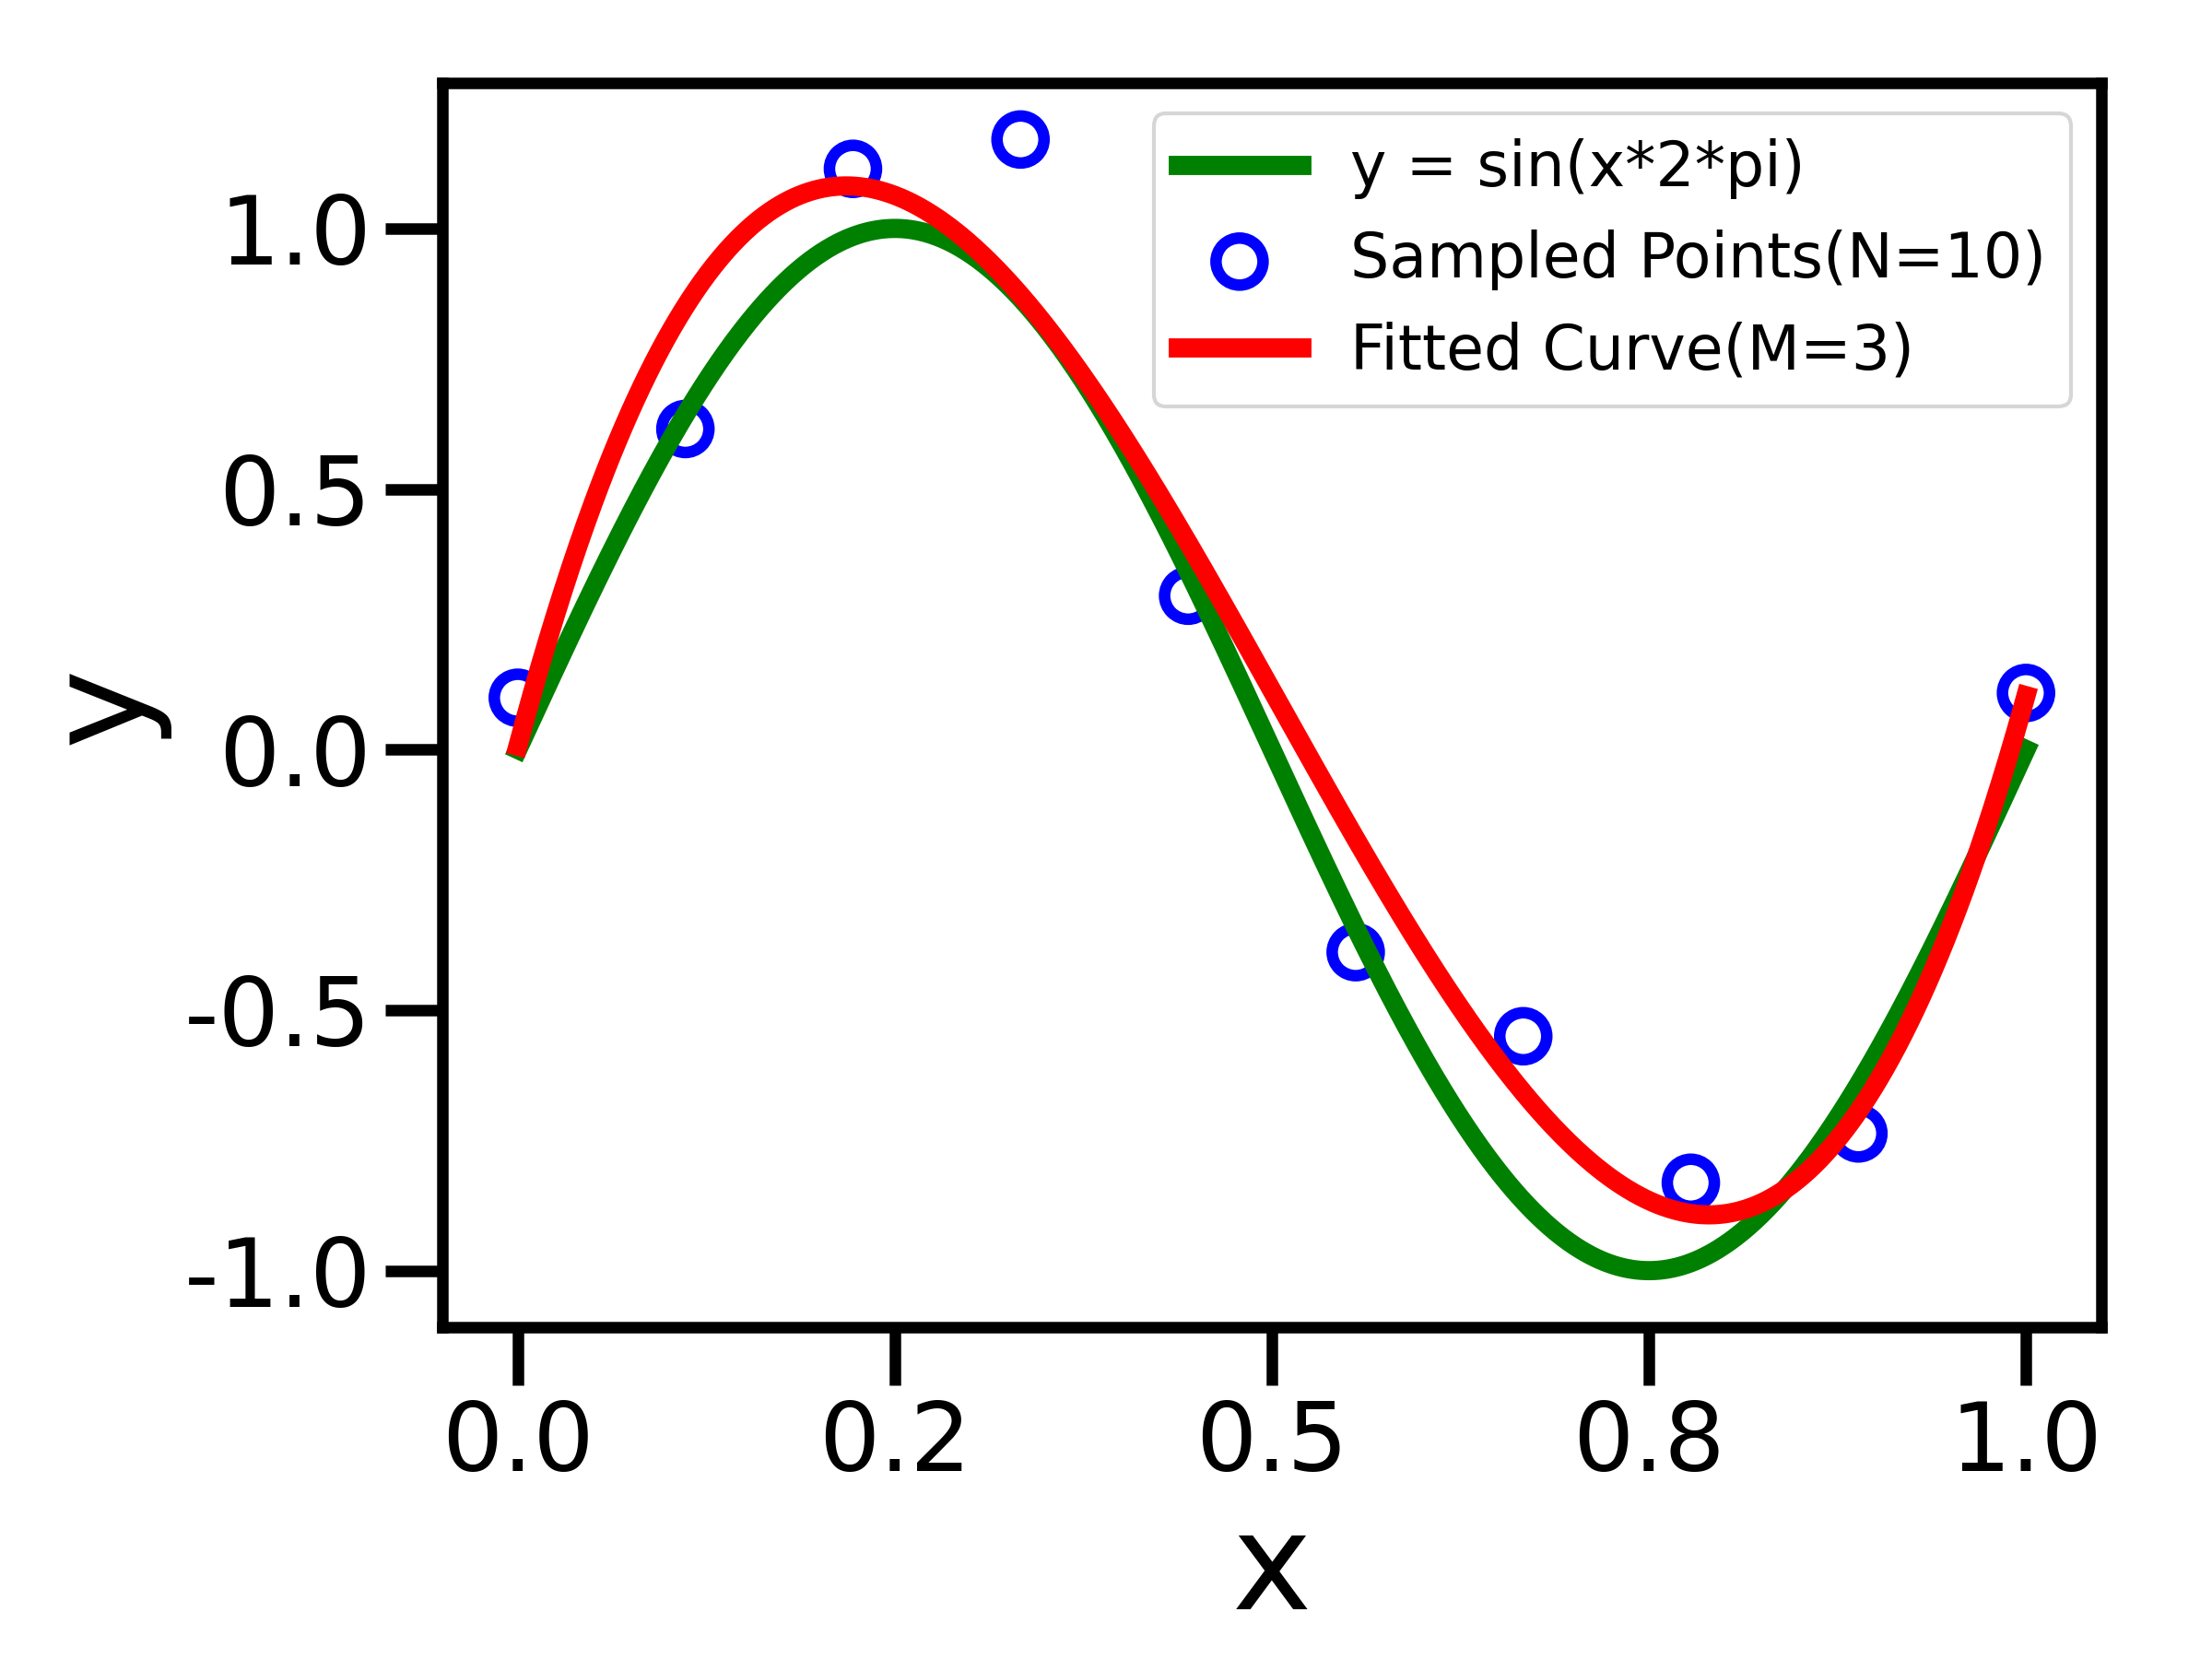 y = sin(x*2*pi)
Sampled Points(N=10)
Fitted Curve(M=3)
1.0
0.5
0.0
-0.5
-1.0
y
0.0 0.2 0.5 0.8 1.0
x